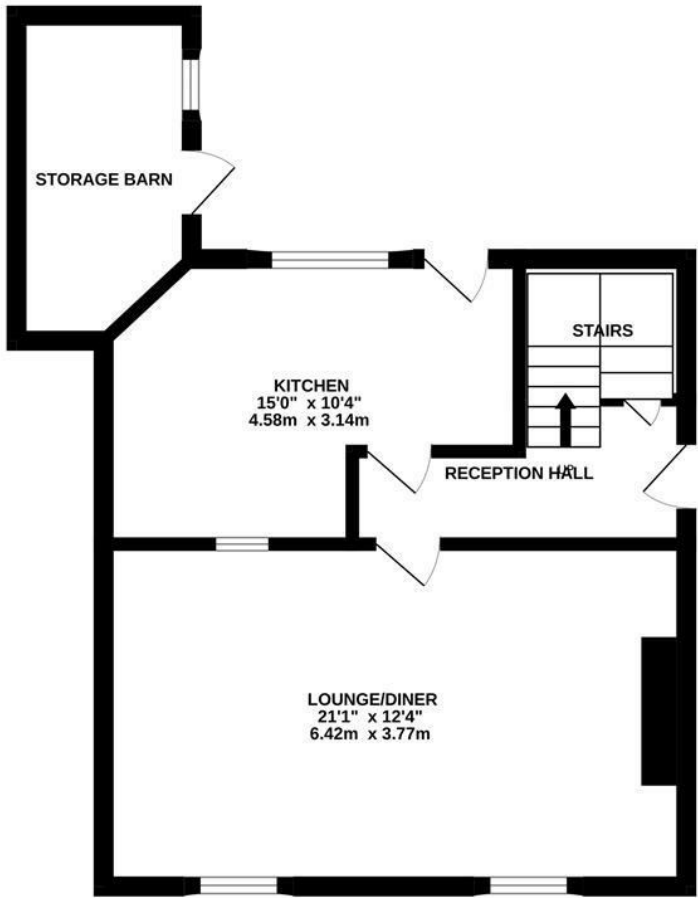 STORAGE BARN
STAIRS
KITCHEN
15'0" x 10'4"
4.58m x 3.14m
RECEPTION HALL
UP
LOUNGE/DINER
21'1" x 12'4"
6.42m x 3.77m